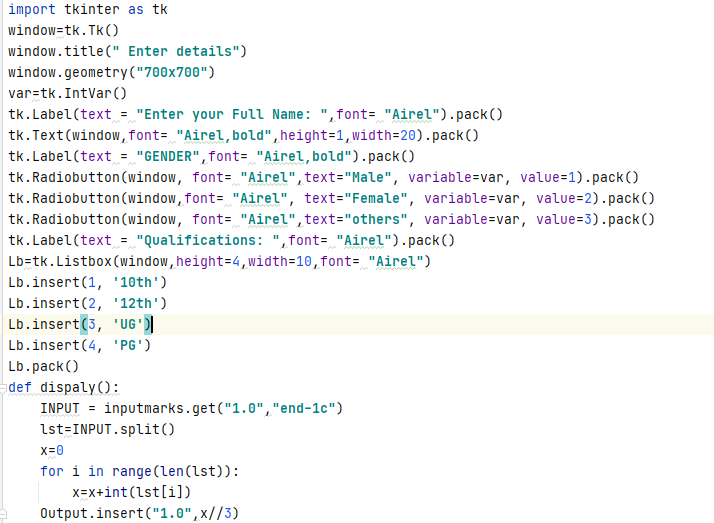 import tkinter as tk
window=tk.Tk()
window.title(" Enter details")
window.geometry("700x700")
var=tk.IntVar()
tk.Label(text = "Enter your Full Name: ",font= "Airel").pack()
tk.Text(window,font= "Airel,bold",height=1,width=20).pack()
tk.Label(text = "GENDER",font= "Airel,bold").pack()
tk.Radiobutton(window, font= "Airel",text="Male", variable=var, value=1).pack()
tk.Radiobutton(window,font= "Airel", text="Female", variable=var, value=2).pack()
tk.Radiobutton(window, font= "Airel",text="others", variable=var, value=3).pack()
tk.Label(text = "Qualifications: ",font= "Airel").pack()
Lb=tk.Listbox(window,height=4,width=10,font= "Airel")
Lb.insert(1, '10th')
Lb.insert(2, '12th')
Lb.insert(3, 'UG')
Lb.insert(4, 'PG')
Lb.pack()
def dispaly():
    INPUT = inputmarks.get("1.0","end-1c")
    lst=INPUT.split()
    x=0
    for i in range(len(lst)):
        x=x+int(lst[i])
    Output.insert("1.0",x//3)